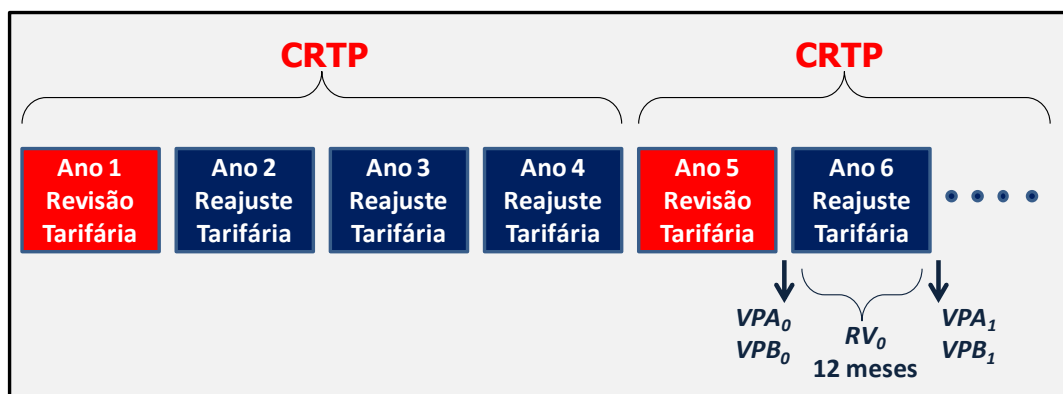 CRTP
CRTP
Ano 1
Revisão
Tarifária
Ano 2
Reajuste
Tarifária
Ano 3
Reajuste
Tarifária
Ano 4
Reajuste
Tarifária
Ano 5
Revisão
Tarifária
Ano 6
Reajuste
Tarifária
VPA₀
VPB₀
RV₀
12 meses
VPA₁
VPB₁